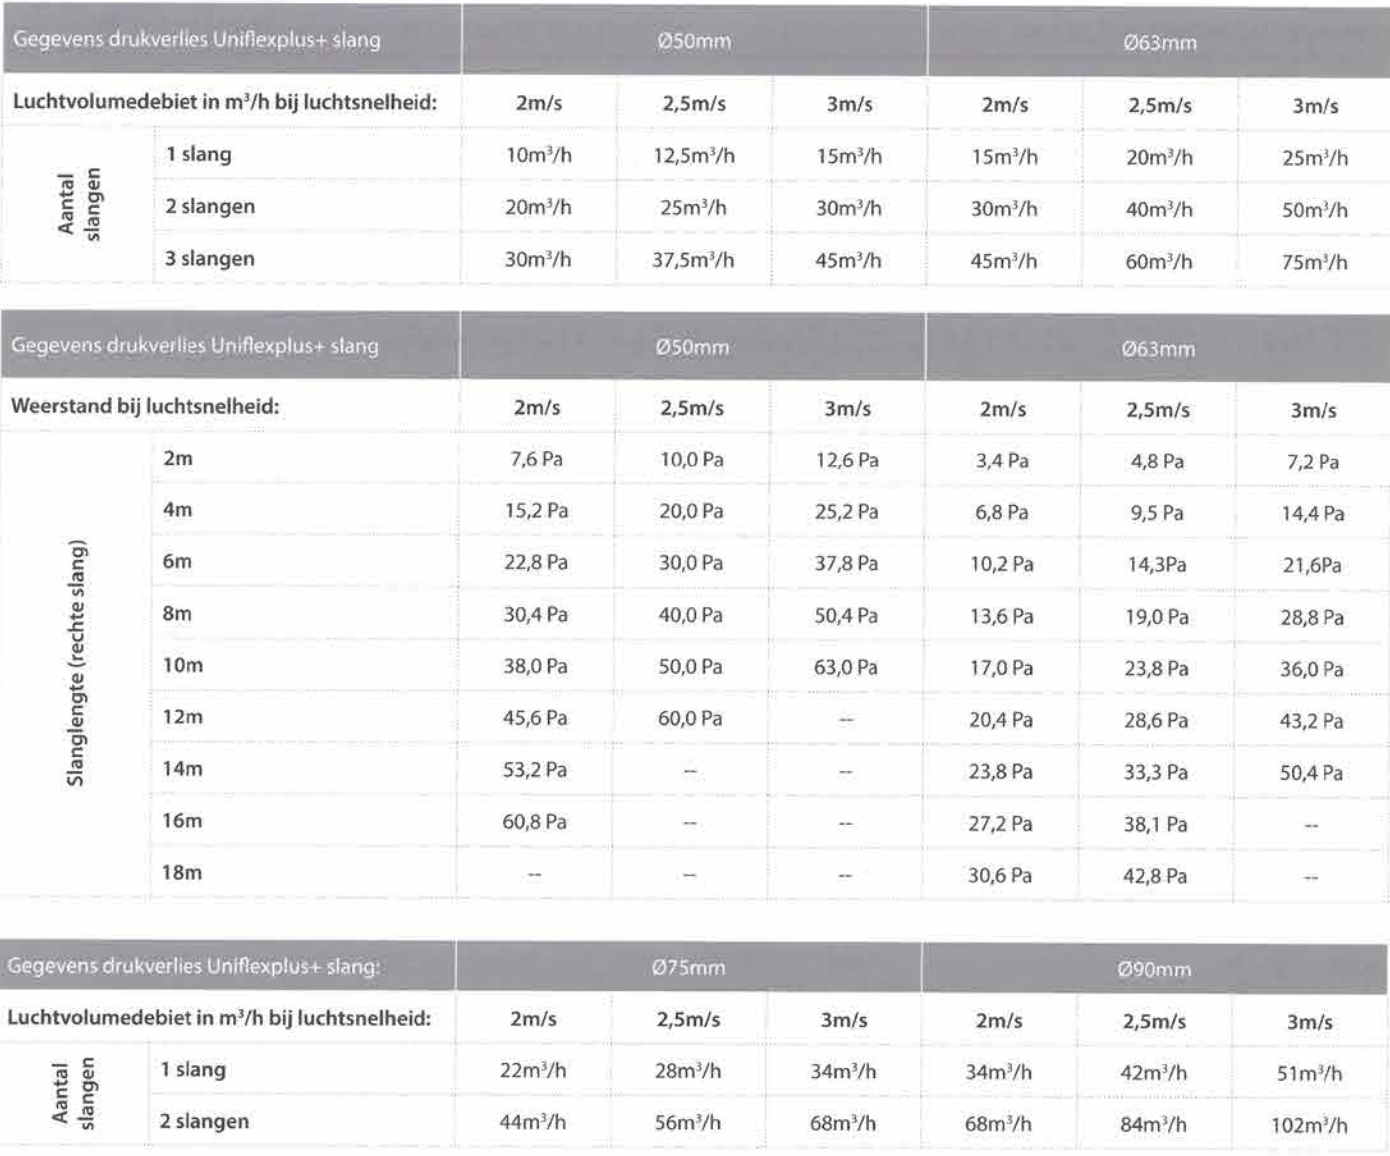 Gegevens drukverlies Uniflexplus+ slang Ø50mm Ø63mm
Luchtvolumedebiet in m³/h bij luchtsnelheid: 2m/s 2,5m/s 3m/s 2m/s 2,5m/s 3m/s
Aantal slangen
1 slang 10m³/h 12,5m³/h 15m³/h 15m³/h 20m³/h 25m³/h
2 slangen 20m³/h 25m³/h 30m³/h 30m³/h 40m³/h 50m³/h
3 slangen 30m³/h 37,5m³/h 45m³/h 45m³/h 60m³/h 75m³/h
Gegevens drukverlies Uniflexplus+ slang Ø50mm Ø63mm
Weerstand bij luchtsnelheid: 2m/s 2,5m/s 3m/s 2m/s 2,5m/s 3m/s
Slanglengte (rechte slang)
2m 7,6 Pa 10,0 Pa 12,6 Pa 3,4 Pa 4,8 Pa 7,2 Pa
4m 15,2 Pa 20,0 Pa 25,2 Pa 6,8 Pa 9,5 Pa 14,4 Pa
6m 22,8 Pa 30,0 Pa 37,8 Pa 10,2 Pa 14,3Pa 21,6Pa
8m 30,4 Pa 40,0 Pa 50,4 Pa 13,6 Pa 19,0 Pa 28,8 Pa
10m 38,0 Pa 50,0 Pa 63,0 Pa 17,0 Pa 23,8 Pa 36,0 Pa
12m 45,6 Pa 60,0 Pa -- 20,4 Pa 28,6 Pa 43,2 Pa
14m 53,2 Pa -- -- 23,8 Pa 33,3 Pa 50,4 Pa
16m 60,8 Pa -- -- 27,2 Pa 38,1 Pa --
18m -- -- -- 30,6 Pa 42,8 Pa --
Gegevens drukverlies Uniflexplus+ slang: Ø75mm Ø90mm
Luchtvolumedebiet in m³/h bij luchtsnelheid: 2m/s 2,5m/s 3m/s 2m/s 2,5m/s 3m/s
Aantal slangen
1 slang 22m³/h 28m³/h 34m³/h 34m³/h 42m³/h 51m³/h
2 slangen 44m³/h 56m³/h 68m³/h 68m³/h 84m³/h 102m³/h